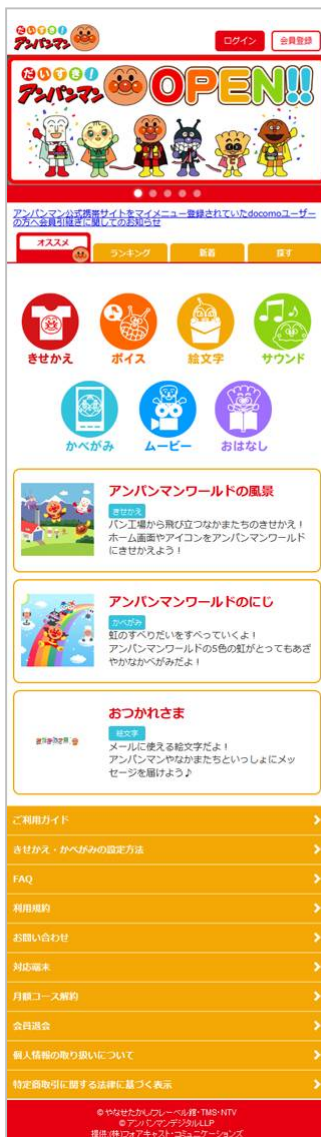 だいすき!
アンパンマン
ログイン
会員登録
だいすき!
アンパンマン
OPEN!!
アンパンマン公式携帯サイトをマイメニュー登録されていたdocomoユーザー
の方へ会員引継ぎに関してのお知らせ
オススメ
ランキング
新着
探す
きせかえ
ボイス
絵文字
サウンド
かべがみ
ムービー
おはなし
アンパンマンワールドの風景
きせかえ
パン工場から飛び立つなかまたちのきせかえ!
ホーム画面やアイコンをアンパンマンワールド
にきせかえよう!
アンパンマンワールドのにじ
かべがみ
虹のすべりだいをすべっていくよ!
アンパンマンワールドの5色の虹がとってもあざ
やかなかべがみだよ!
おつかれさま
絵文字
メールに使える絵文字だよ!
アンパンマンやなかまたちといっしょにメッ
セージを届けよう♪
ご利用ガイド
きせかえ・かべがみの設定方法
FAQ
利用規約
お問い合わせ
対応端末
月額コース解約
会員退会
個人情報の取り扱いについて
特定商取引に関する法律に基づく表示
©やなせたかし/フレーベル館・TMS・NTV
©アンパンマンデジタルLLP
提供:(株)フォアキャスト・コミュニケーションズ